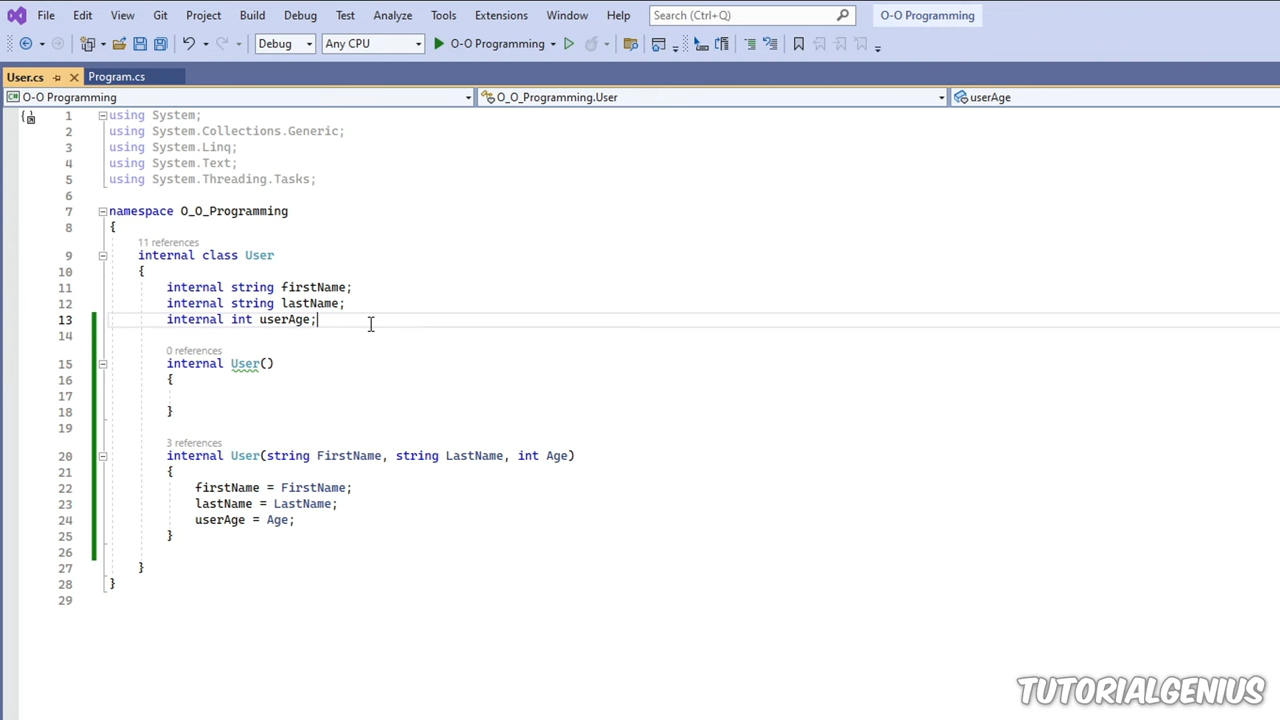 File Edit View Git Project Build Debug Test Analyze Tools Extensions Window Help Search (Ctrl+Q) O-O Programming
Debug Any CPU O-O Programming
User.cs Program.cs
O-O Programming O_O_Programming.User userAge
1 using System;
2 using System.Collections.Generic;
3 using System.Linq;
4 using System.Text;
5 using System.Threading.Tasks;
6
7 namespace O_O_Programming
8 {
11 references
9 internal class User
10 {
11 internal string firstName;
12 internal string lastName;
13 internal int userAge;
14
0 references
15 internal User()
16 {
17
18 }
19
3 references
20 internal User(string FirstName, string LastName, int Age)
21 {
22 firstName = FirstName;
23 lastName = LastName;
24 userAge = Age;
25 }
26
27 }
28 }
29
TUTORIALGENIUS